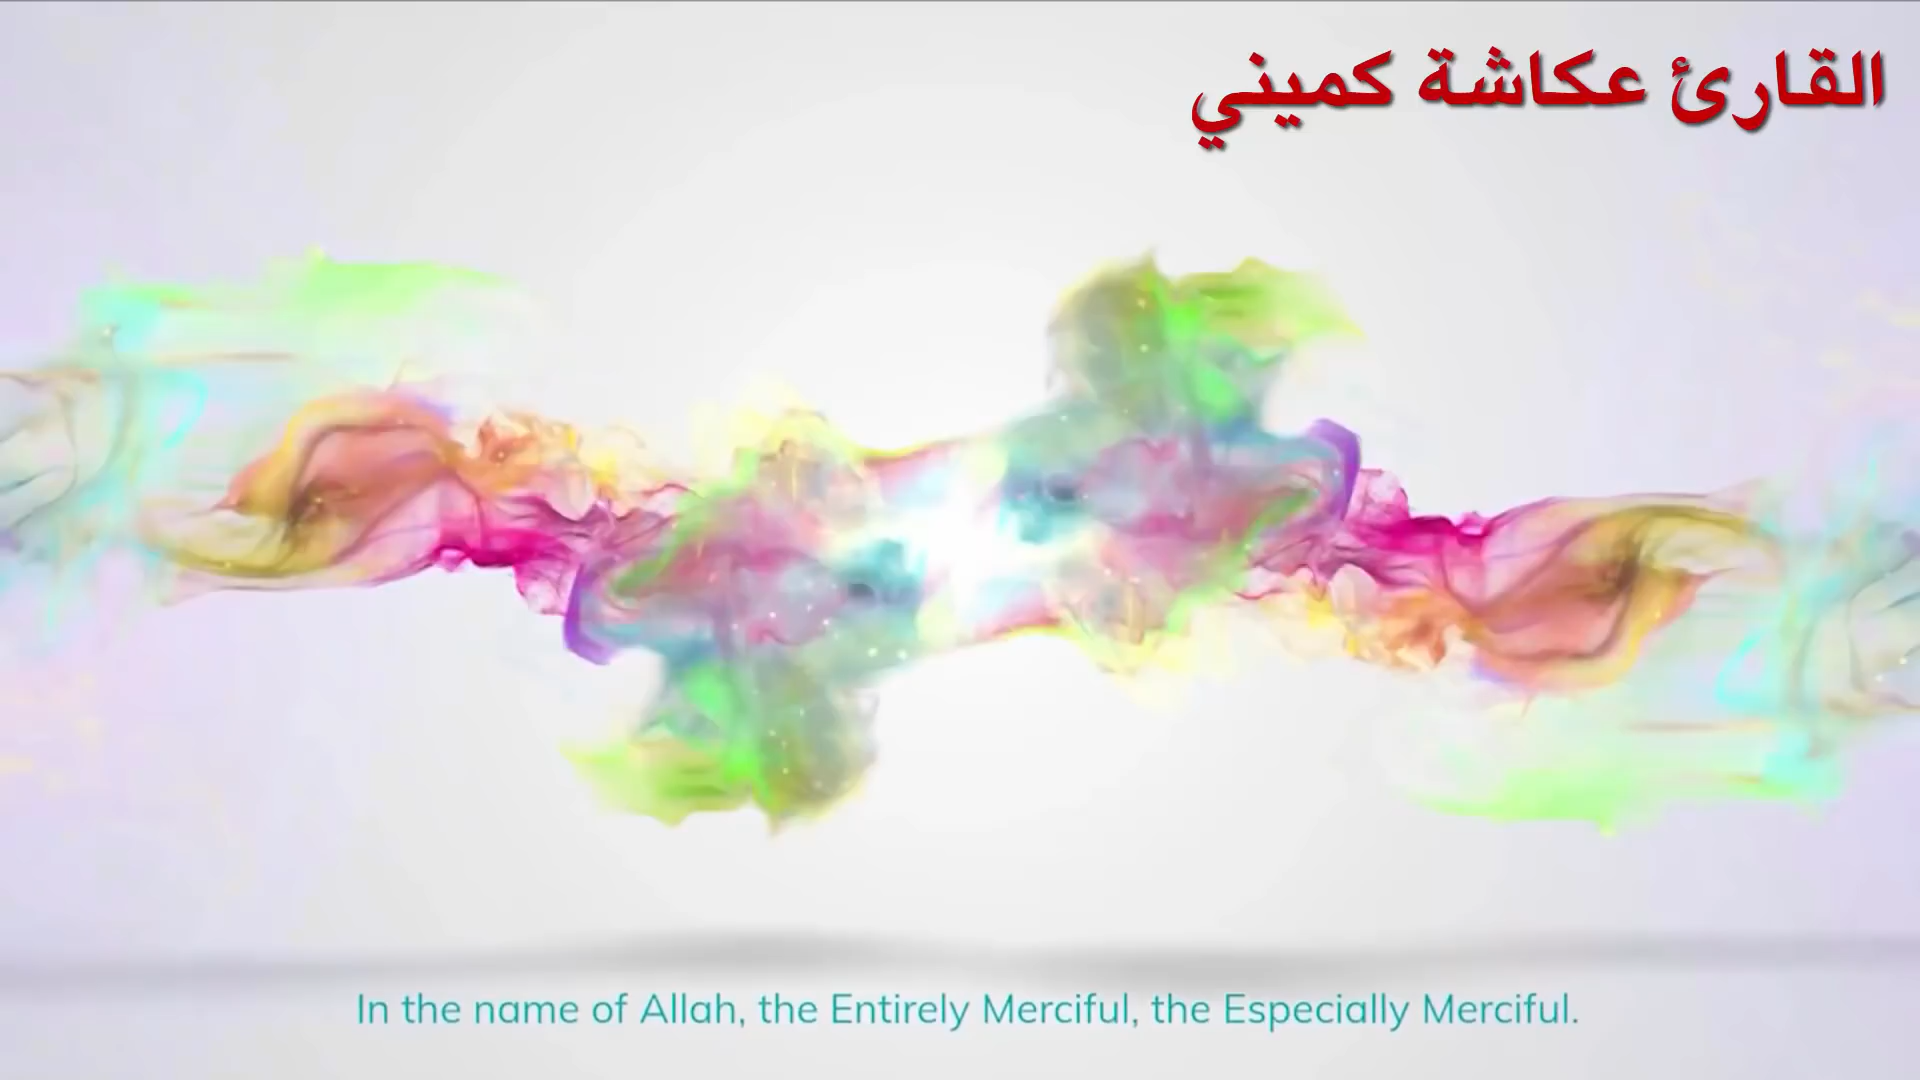 القارئ عكاشة كميني
In the name of Allah, the Entirely Merciful, the Especially Merciful.